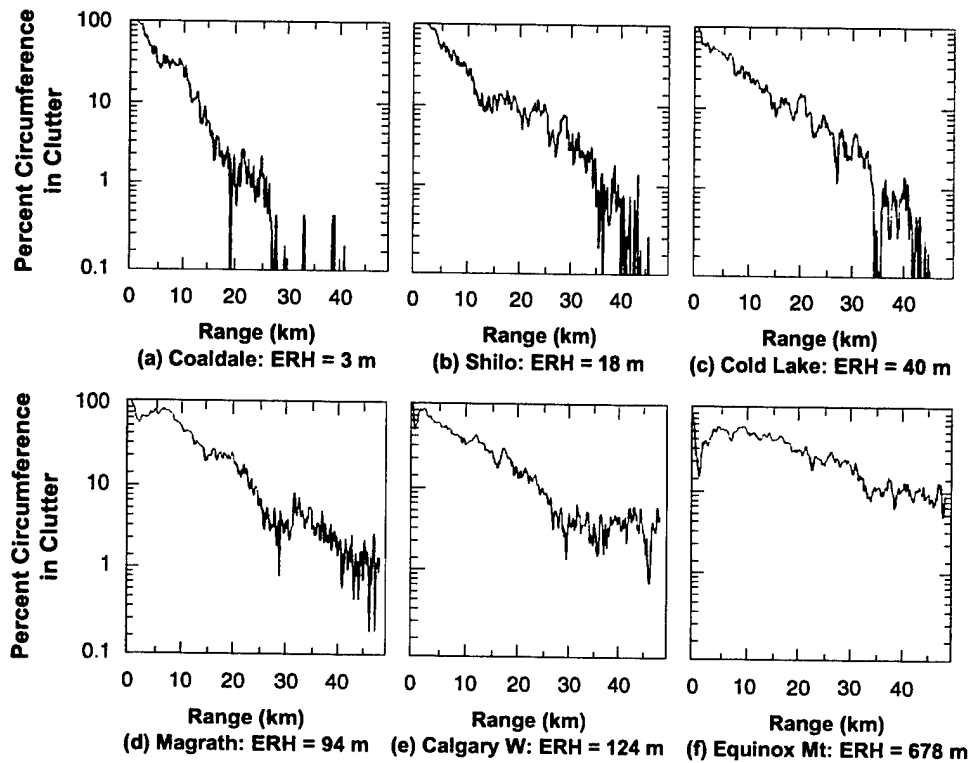 Percent Circumference
in Clutter
100
10
1
0.1
0 10 20 30 40
Range (km)
(a) Coaldale: ERH = 3 m
0 10 20 30 40
Range (km)
(b) Shilo: ERH = 18 m
0 10 20 30 40
Range (km)
(c) Cold Lake: ERH = 40 m
Percent Circumference
in Clutter
100
10
1
0.1
0 10 20 30 40
Range (km)
(d) Magrath: ERH = 94 m
0 10 20 30 40
Range (km)
(e) Calgary W: ERH = 124 m
0 10 20 30 40
Range (km)
(f) Equinox Mt: ERH = 678 m